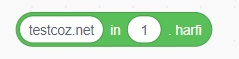 testcoz.net in 1 . harfi